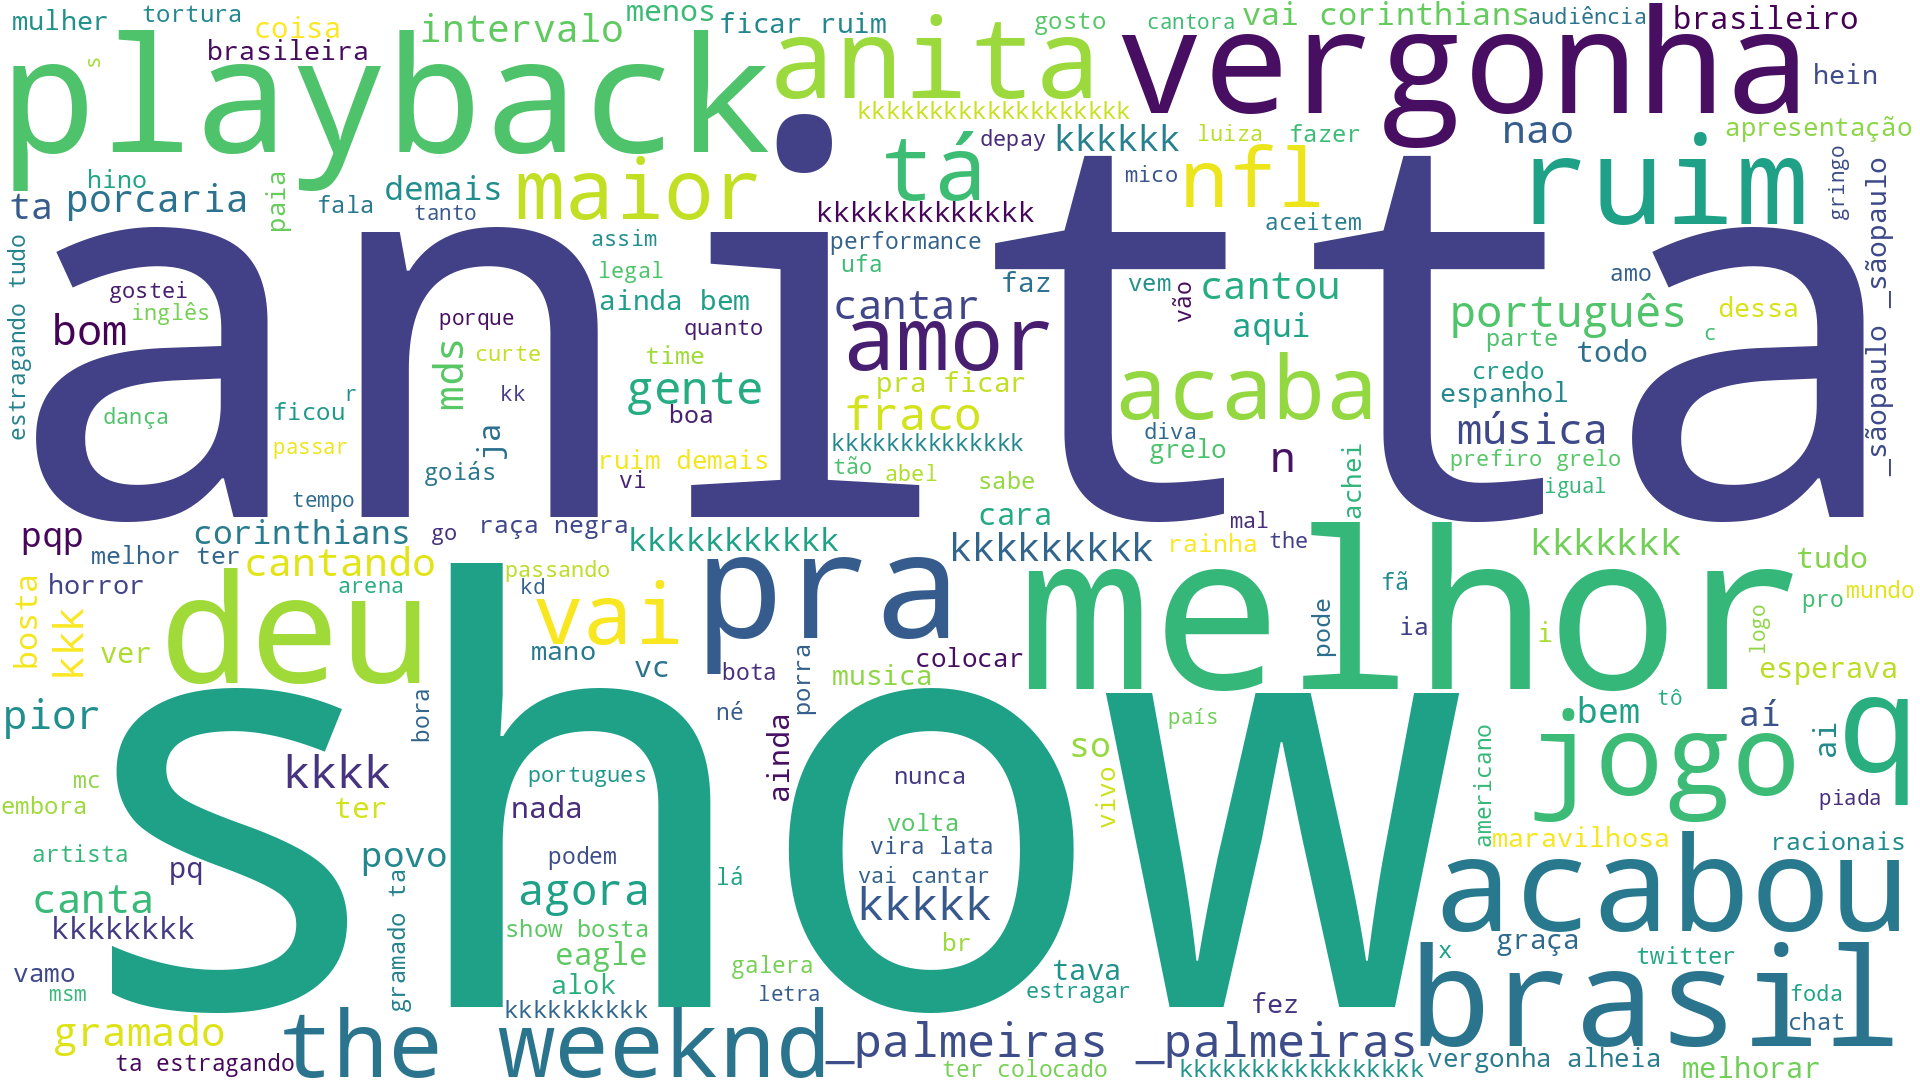 mulher
tortura
coisa
brasileira
intervalo
menos
ficar ruim
gosto
cantora
vai corinthians
audiência
brasileiro
playback
s
anita
vergonha
hein
kkkkkkkkkkkkkkkkkkk
depay
kkkkkk
luiza
fazer
nao
apresentação
hino
paia
ta
porcaria
fala
demais
tanto
maior
tá
mico
nfl
ruim
gringo
_sãopaulo _sãopaulo
kkkkkkkkkkkkk
aceitem
estragando tudo
anitta
assim
performance
legal
ufa
ainda bem
faz
vem
vão
cantou
amo
gostei
inglês
bom
porque
quanto
cantar
amor
aqui
português
dessa
parte
c
todo
mds
curte
time
gente
kk
boa
pra ficar
fraco
acaba
credo
espanhol
música
dança
ficou
r
passar
ja
goiás
ruim demais
vi
kkkkkkkkkkkkkk
tão
abel
sabe
diva
grelo
n
achei
prefiro grelo
igual
tempo
pqp
corinthians
go
raça negra
cara
mal
the
rainha
melhor ter
cantando
kkkkkkkkkkk
kkkkkkkkk
kkkkkkk
tudo
horror
arena
passando
kd
bosta
kkk
deu
vai
pra
melhor
fã
pode
ia
i
logo
pro
mundo
ver
mano
vc
bota
porra
musica
colocar
esperava
pior
bora
show
né
ainda
país
so
vivo
tô
bem
aí
ai
q
jogo
americano
piada
mc
embora
kkkk
ter
portugues
nada
nunca
volta
vira lata
vai cantar
kkkkk
maravilhosa
racionais
artista
pq
povo
podem
lá
canta
agora
acabou
kkkkkkkk
gramado ta
show bosta
eagle
br
graça
x
twitter
vamo
msm
alok
galera
letra
tava
estragar
brasil
foda
chat
kkkkkkkkkk
fez
gramado
the weeknd
_palmeiras _palmeiras
vergonha alheia
ta estragando
ter colocado
kkkkkkkkkkkkkkkkk
melhorar